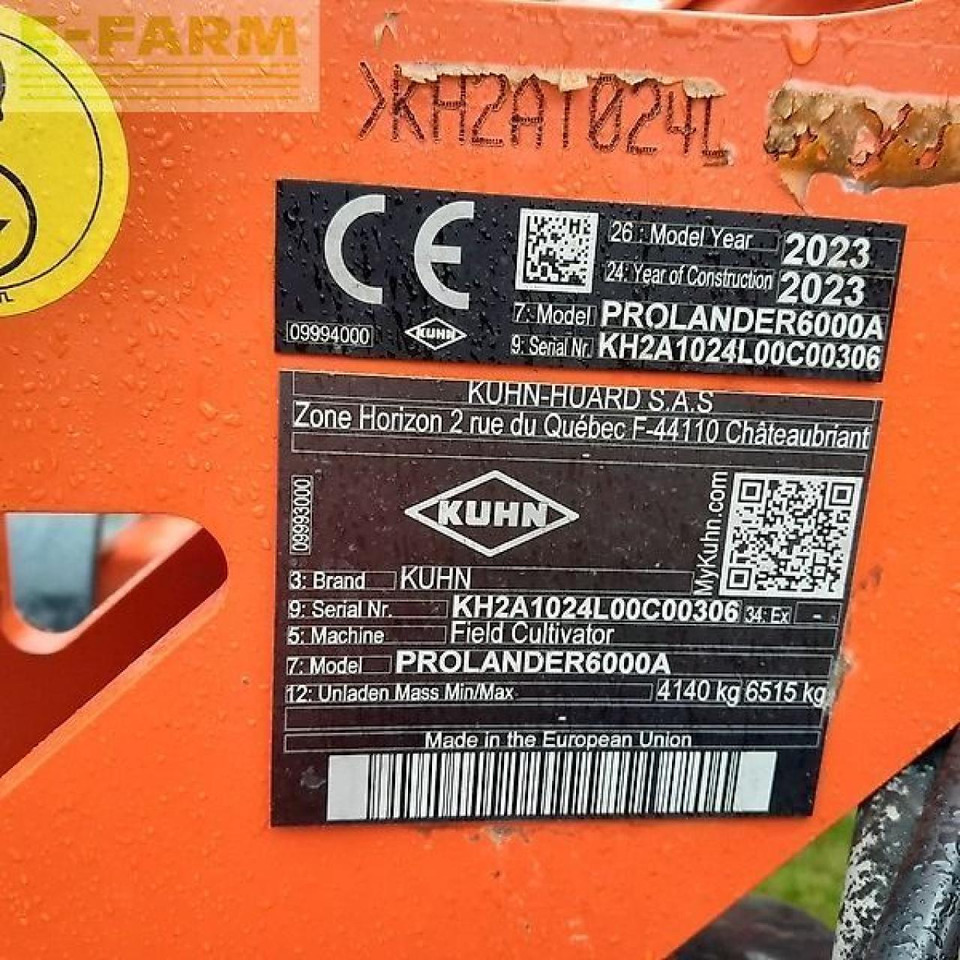 E-FARM
>KH2A1024L
CE
26: Model Year 2023
24: Year of Construction 2023
7: Model PROLANDER6000A
9: Serial Nr. KH2A1024L00C00306
09994000
KUHN
KUHN-HUARD S.A.S
Zone Horizon 2 rue du Québec F-44110 Châteaubriant
-
09993000
KUHN
MyKuhn.com
3: Brand KUHN
9: Serial Nr. KH2A1024L00C00306 34: Ex -
5: Machine Field Cultivator
7: Model PROLANDER6000A
12: Unladen Mass Min/Max 4140 kg 6515 kg
-
Made in the European Union